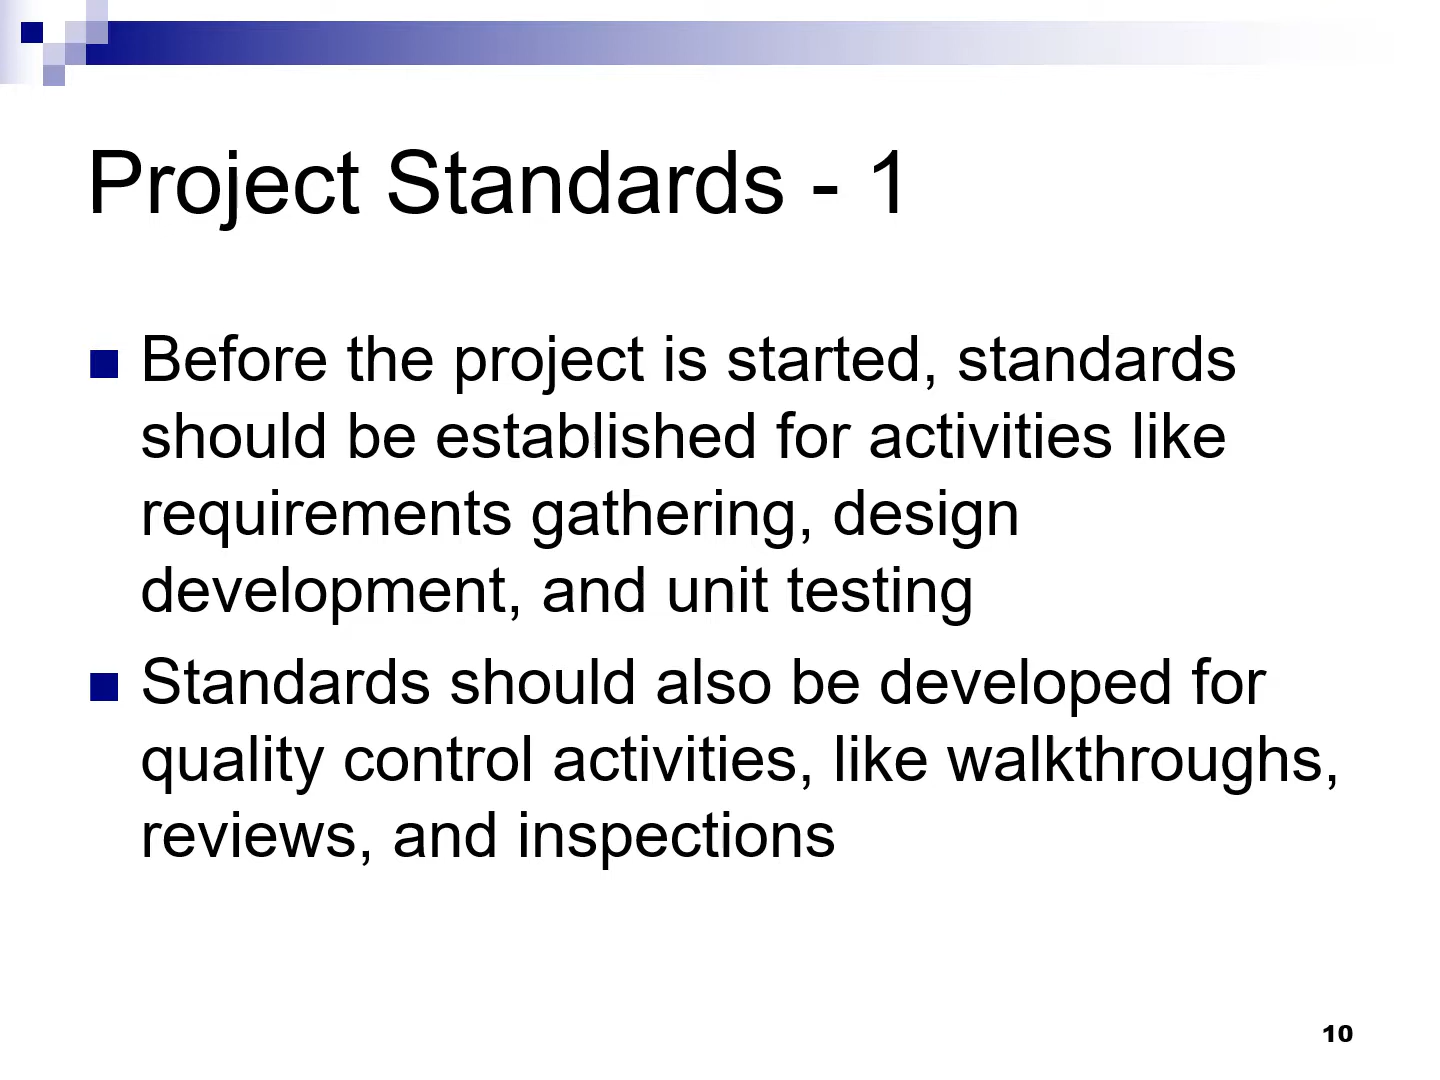 Project Standards - 1
Before the project is started, standards
should be established for activities like
requirements gathering, design
development, and unit testing
Standards should also be developed for
quality control activities, like walkthroughs,
reviews, and inspections
10